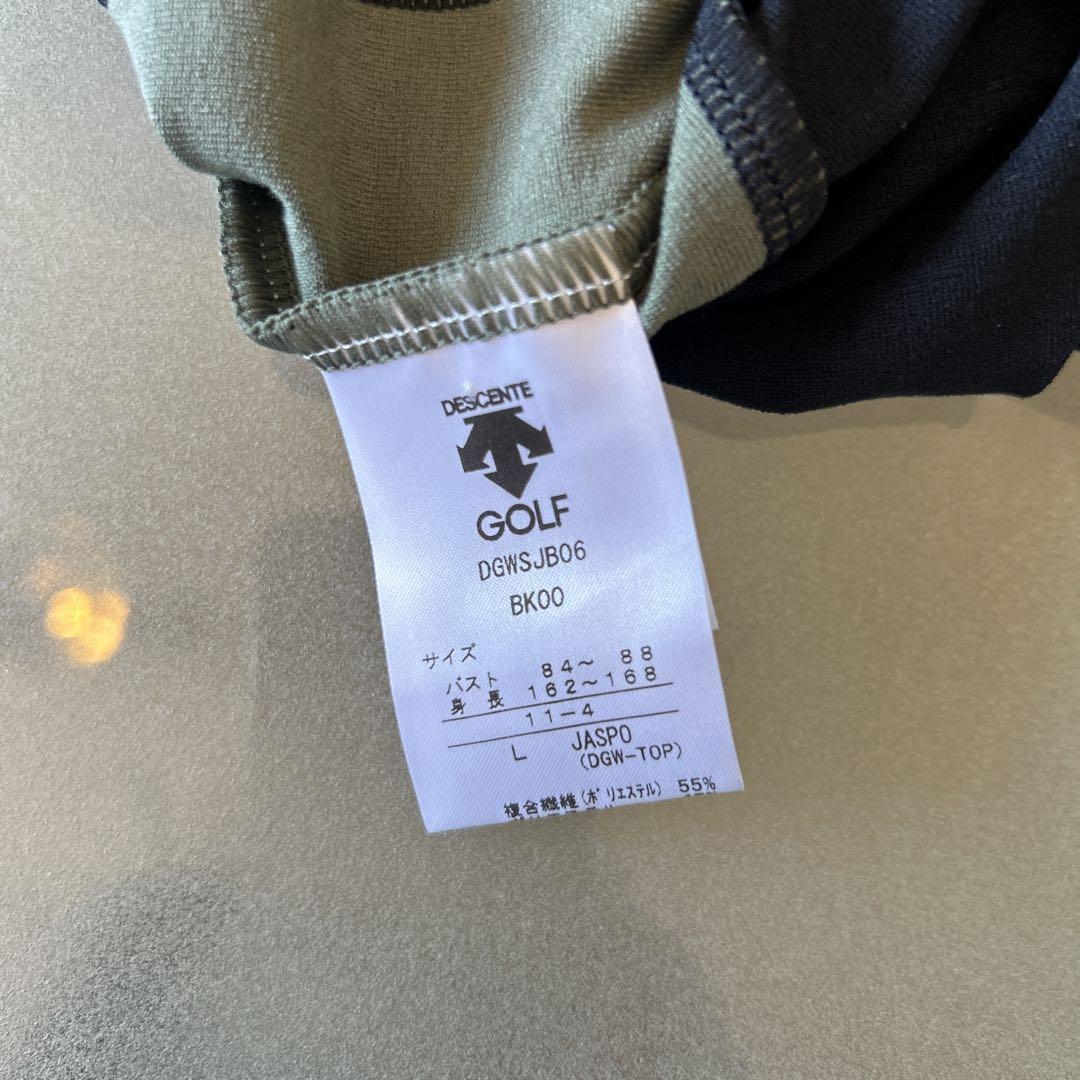 DESCENTE
GOLF
DGWSJB06
BK00
サイズ
バスト 84～ 88
身長 162～168
11-4
L JASPO
(DGW-TOP)
複合繊維(ポリエステル) 55%